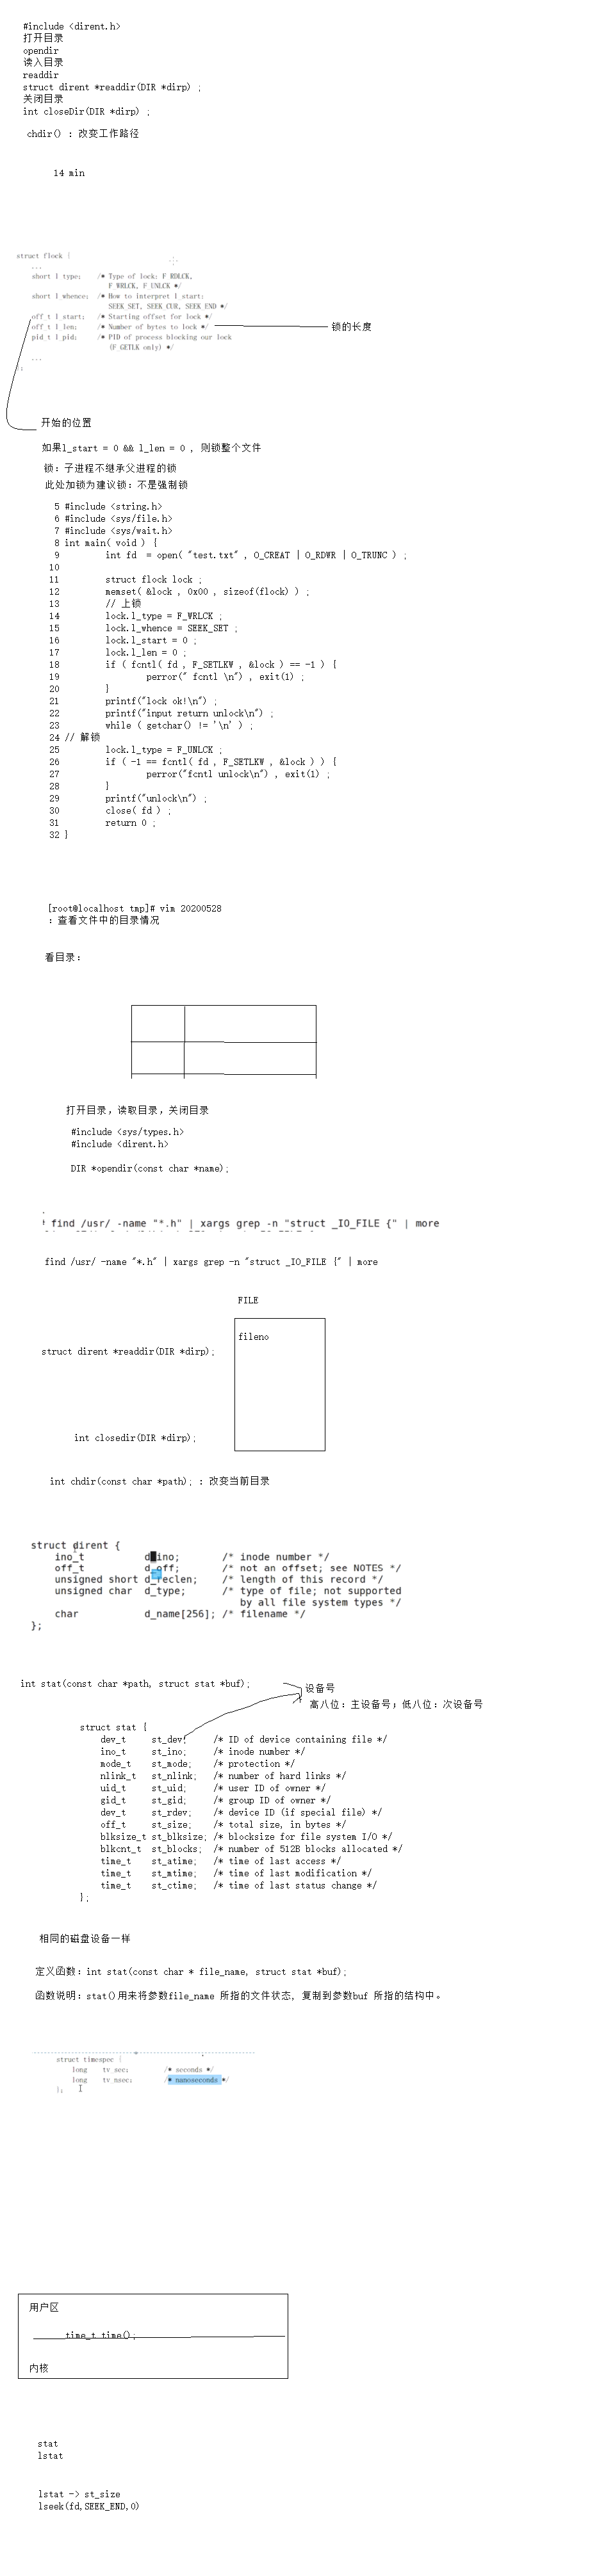 #include <dirent.h>
打开目录
opendir
读入目录
readdir
struct dirent *readdir(DIR *dirp) ;
关闭目录
int closeDir(DIR *dirp) ;
chdir() : 改变工作路径
14 min
struct flock {
...
short l_type; /* Type of lock: F_RDLCK,
F_WRLCK, F_UNLCK */
short l_whence; /* How to interpret l_start:
SEEK_SET, SEEK_CUR, SEEK_END */
off_t l_start; /* Starting offset for lock */
off_t l_len; /* Number of bytes to lock */
锁的长度
pid_t l_pid; /* PID of process blocking our lock
(F_GETLK only) */
...
};
开始的位置
如果l_start = 0 && l_len = 0 , 则锁整个文件
锁: 子进程不继承父进程的锁
此处加锁为建议锁: 不是强制锁
5 #include <string.h>
6 #include <sys/file.h>
7 #include <sys/wait.h>
8 int main( void ) {
9 int fd  = open( "test.txt" , O_CREAT | O_RDWR | O_TRUNC ) ;
10
11 struct flock lock ;
12 memset( &lock , 0x00 , sizeof(flock) ) ;
13 // 上锁
14 lock.l_type = F_WRLCK ;
15 lock.l_whence = SEEK_SET ;
16 lock.l_start = 0 ;
17 lock.l_len = 0 ;
18 if ( fcntl( fd , F_SETLKW , &lock ) == -1 ) {
19 perror(" fcntl \n") , exit(1) ;
20 }
21 printf("lock ok!\n") ;
22 printf("input return unlock\n") ;
23 while ( getchar() != '\n' ) ;
24 // 解锁
25 lock.l_type = F_UNLCK ;
26 if ( -1 == fcntl( fd , F_SETLKW , &lock ) ) {
27 perror("fcntl unlock\n") , exit(1) ;
28 }
29 printf("unlock\n") ;
30 close( fd ) ;
31 return 0 ;
32 }
[root@localhost tmp]# vim 20200528
: 查看文件中的目录情况
看目录:
打开目录, 读取目录, 关闭目录
#include <sys/types.h>
#include <dirent.h>
DIR *opendir(const char *name);
find /usr/ -name "*.h" | xargs grep -n "struct _IO_FILE {" | more
find /usr/ -name "*.h" | xargs grep -n "struct _IO_FILE {" | more
FILE
fileno
struct dirent *readdir(DIR *dirp);
int closedir(DIR *dirp);
int chdir(const char *path); : 改变当前目录
struct dirent {
ino_t d_ino; /* inode number */
off_t d_off; /* not an offset; see NOTES */
unsigned short d_reclen; /* length of this record */
unsigned char d_type; /* type of file; not supported
by all file system types */
char d_name[256]; /* filename */
};
int stat(const char *path, struct stat *buf);
设备号
高八位: 主设备号; 低八位: 次设备号
struct stat {
dev_t st_dev; /* ID of device containing file */
ino_t st_ino; /* inode number */
mode_t st_mode; /* protection */
nlink_t st_nlink; /* number of hard links */
uid_t st_uid; /* user ID of owner */
gid_t st_gid; /* group ID of owner */
dev_t st_rdev; /* device ID (if special file) */
off_t st_size; /* total size, in bytes */
blksize_t st_blksize; /* blocksize for file system I/O */
blkcnt_t st_blocks; /* number of 512B blocks allocated */
time_t st_atime; /* time of last access */
time_t st_mtime; /* time of last modification */
time_t st_ctime; /* time of last status change */
};
相同的磁盘设备一样
定义函数: int stat(const char * file_name, struct stat *buf);
函数说明: stat()用来将参数file_name 所指的文件状态, 复制到参数buf 所指的结构中。
struct timespec {
long tv_sec; /* seconds */
long tv_nsec; /* nanoseconds */
};
用户区
time_t time();
内核
stat
lstat
lstat -> st_size
lseek(fd,SEEK_END,0)